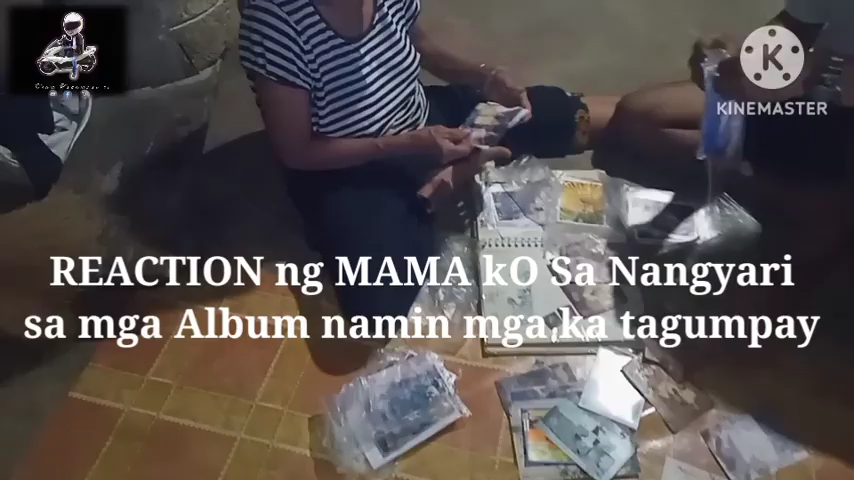 KINEMASTER
REACTION ng MAMA kO Sa Nangyari
sa mga Album namin mga ka tagumpay